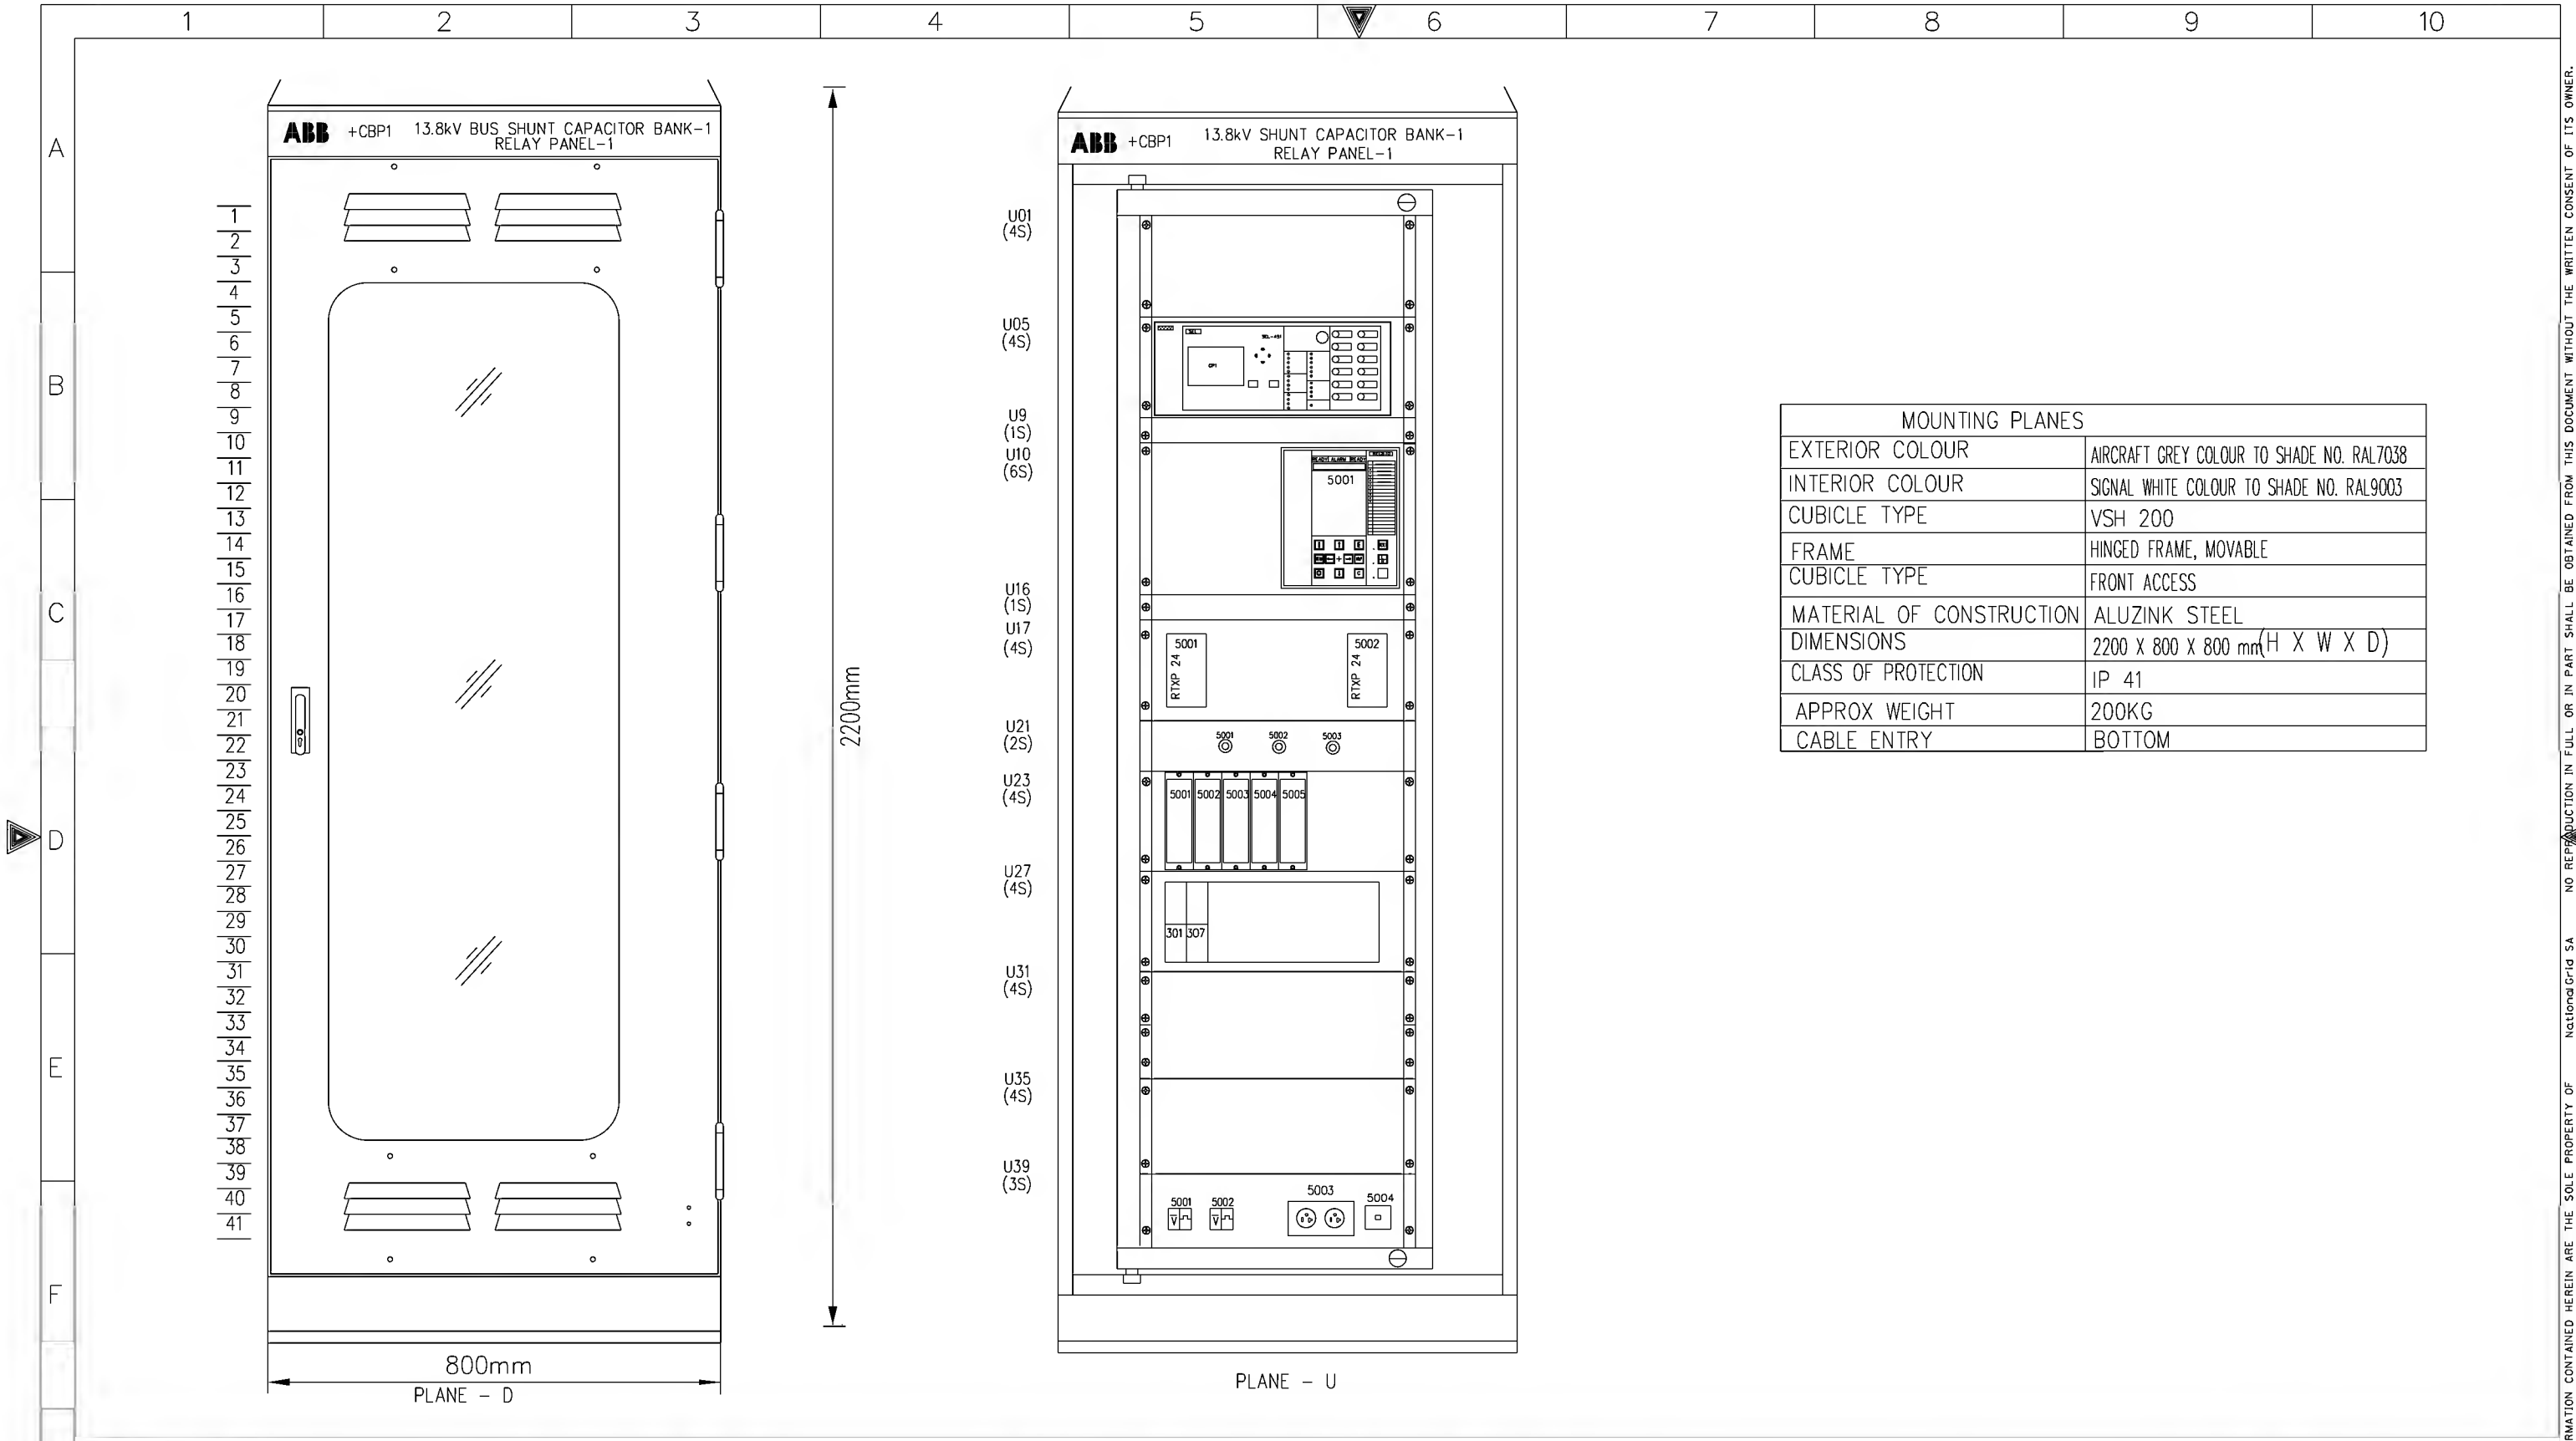 1 2 3 4 5 6 7 8 9 10
A
B
C
D
E
F
ABB +CBP1 13.8kV BUS SHUNT CAPACITOR BANK-1
RELAY PANEL-1
1
2
3
4
5
6
7
8
9
10
11
12
13
14
15
16
17
18
19
20
21
22
23
24
25
26
27
28
29
30
31
32
33
34
35
36
37
38
39
40
41
800mm
PLANE - D
2200mm
ABB +CBP1 13.8kV SHUNT CAPACITOR BANK-1
RELAY PANEL-1
U01
(4S)
U05
(4S)
SEL
SEL-451
CP1
U9
(1S)
U10
(6S)
5001
U16
(1S)
U17
(4S)
5001 5002
RTXP 24 RTXP 24
U21
(2S)
5001 5002 5003
U23
(4S)
5001 5002 5003 5004 5005
U27
(4S)
301 307
U31
(4S)
U35
(4S)
U39
(3S)
5001 5002 5003 5004
PLANE - U
MOUNTING PLANES
EXTERIOR COLOUR AIRCRAFT GREY COLOUR TO SHADE NO. RAL7038
INTERIOR COLOUR SIGNAL WHITE COLOUR TO SHADE NO. RAL9003
CUBICLE TYPE VSH 200
FRAME HINGED FRAME, MOVABLE
CUBICLE TYPE FRONT ACCESS
MATERIAL OF CONSTRUCTION ALUZINK STEEL
DIMENSIONS 2200 X 800 X 800 mm(H X W X D)
CLASS OF PROTECTION IP 41
APPROX WEIGHT 200KG
CABLE ENTRY BOTTOM
CONTAINED HEREIN ARE THE SOLE PROPERTY OF NationalGrid SA NO REPRODUCTION IN FULL OR IN PART SHALL BE OBTAINED FROM THIS DOCUMENT WITHOUT THE WRITTEN CONSENT OF ITS OWNER.